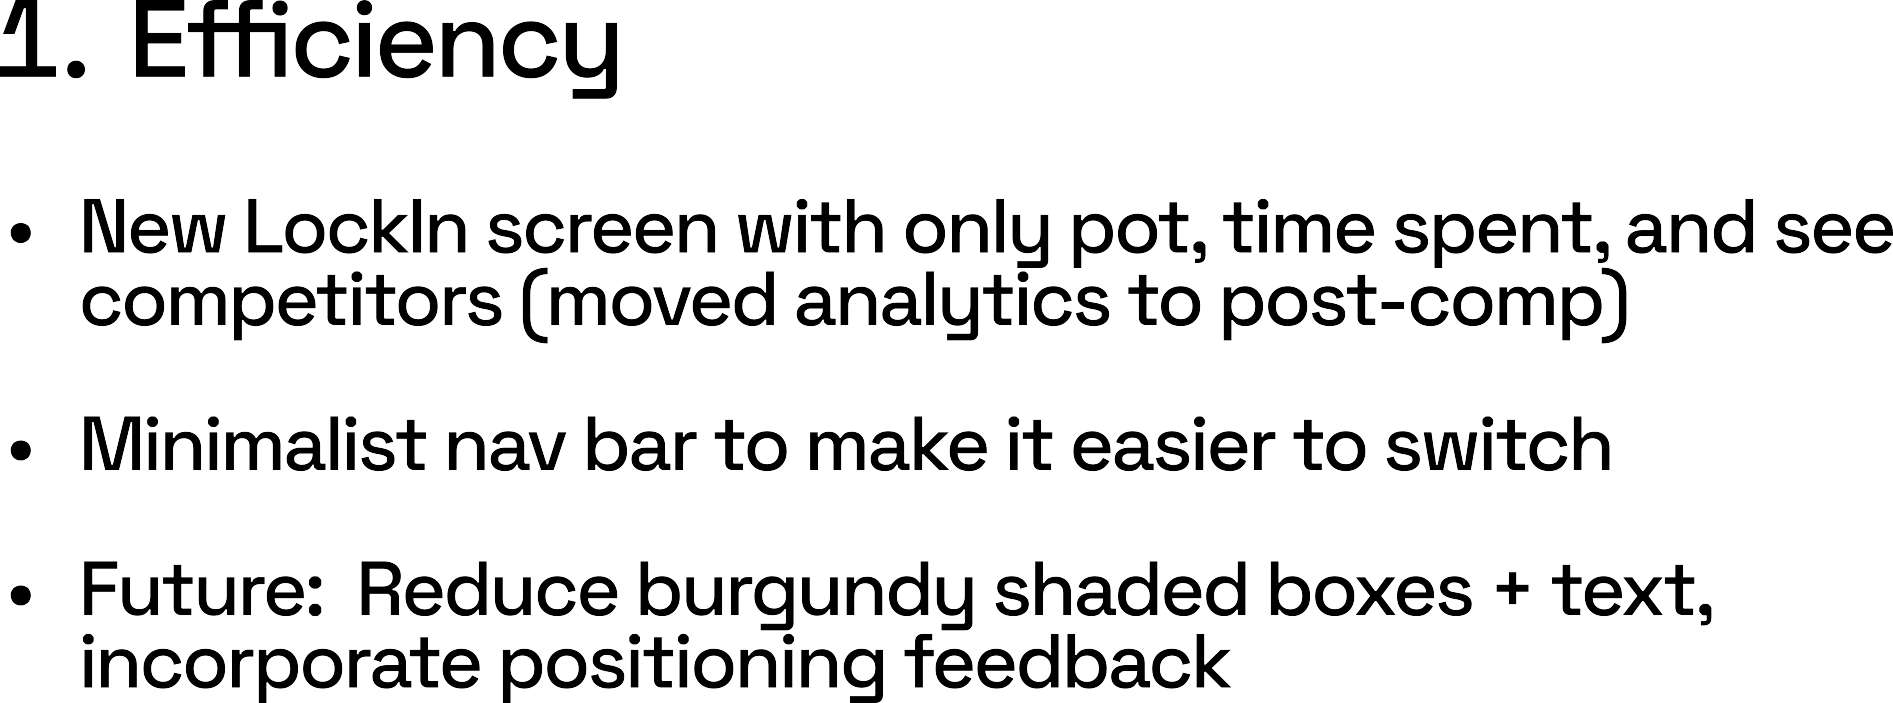 1. Efficiency
• New LockIn screen with only pot, time spent, and see
competitors (moved analytics to post-comp)
• Minimalist nav bar to make it easier to switch
• Future:  Reduce burgundy shaded boxes + text,
incorporate positioning feedback